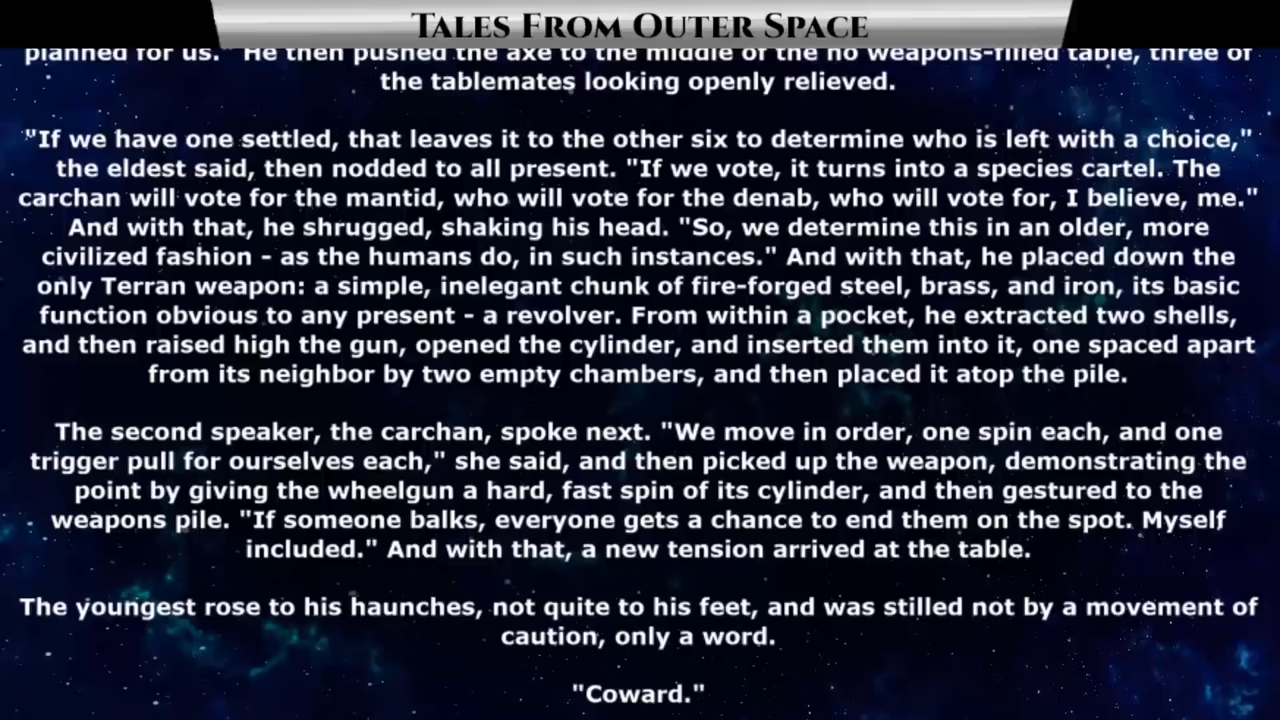 Tales From Outer Space
planned for us." He then pushed the axe to the middle of the no weapons-filled table, three of
the tablemates looking openly relieved.
"If we have one settled, that leaves it to the other six to determine who is left with a choice,"
the eldest said, then nodded to all present. "If we vote, it turns into a species cartel. The
carchan will vote for the mantid, who will vote for the denab, who will vote for, I believe, me."
And with that, he shrugged, shaking his head. "So, we determine this in an older, more
civilized fashion - as the humans do, in such instances." And with that, he placed down the
only Terran weapon: a simple, inelegant chunk of fire-forged steel, brass, and iron, its basic
function obvious to any present - a revolver. From within a pocket, he extracted two shells,
and then raised high the gun, opened the cylinder, and inserted them into it, one spaced apart
from its neighbor by two empty chambers, and then placed it atop the pile.
The second speaker, the carchan, spoke next. "We move in order, one spin each, and one
trigger pull for ourselves each," she said, and then picked up the weapon, demonstrating the
point by giving the wheelgun a hard, fast spin of its cylinder, and then gestured to the
weapons pile. "If someone balks, everyone gets a chance to end them on the spot. Myself
included." And with that, a new tension arrived at the table.
The youngest rose to his haunches, not quite to his feet, and was stilled not by a movement of
caution, only a word.
"Coward."